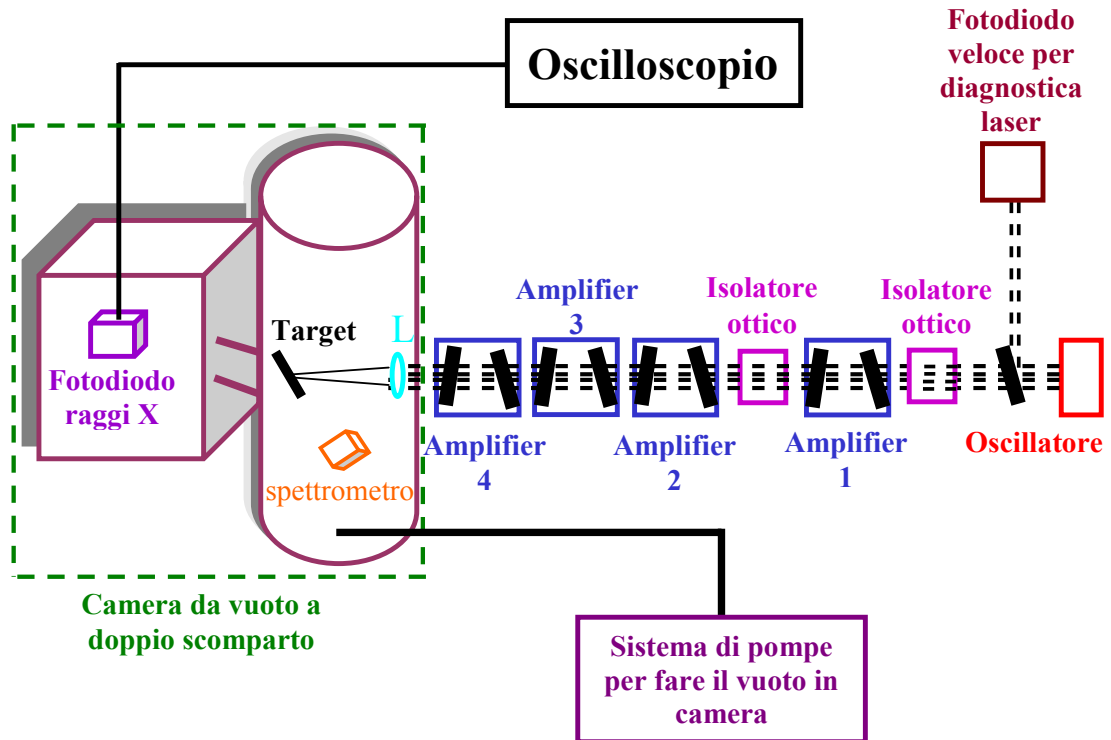 Oscilloscopio
Fotodiodo
veloce per
diagnostica
laser
Amplifier
3
Isolatore
ottico
Isolatore
ottico
Target
L
Fotodiodo
raggi X
Amplifier
4
Amplifier
2
Amplifier
1
Oscillatore
spettrometro
Camera da vuoto a
doppio scomparto
Sistema di pompe
per fare il vuoto in
camera